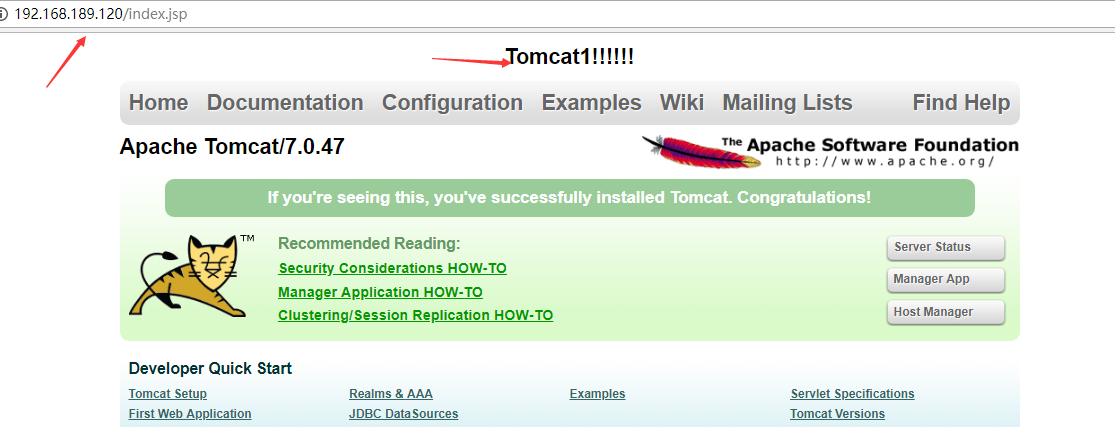 192.168.189.120/index.jsp
Tomcat1!!!!!!
Home Documentation Configuration Examples Wiki Mailing Lists Find Help
Apache Tomcat/7.0.47
The Apache Software Foundation
http://www.apache.org/
If you're seeing this, you've successfully installed Tomcat. Congratulations!
TM
Recommended Reading:
Security Considerations HOW-TO
Manager Application HOW-TO
Clustering/Session Replication HOW-TO
Server Status
Manager App
Host Manager
Developer Quick Start
Tomcat Setup Realms & AAA Examples Servlet Specifications
First Web Application JDBC DataSources Tomcat Versions